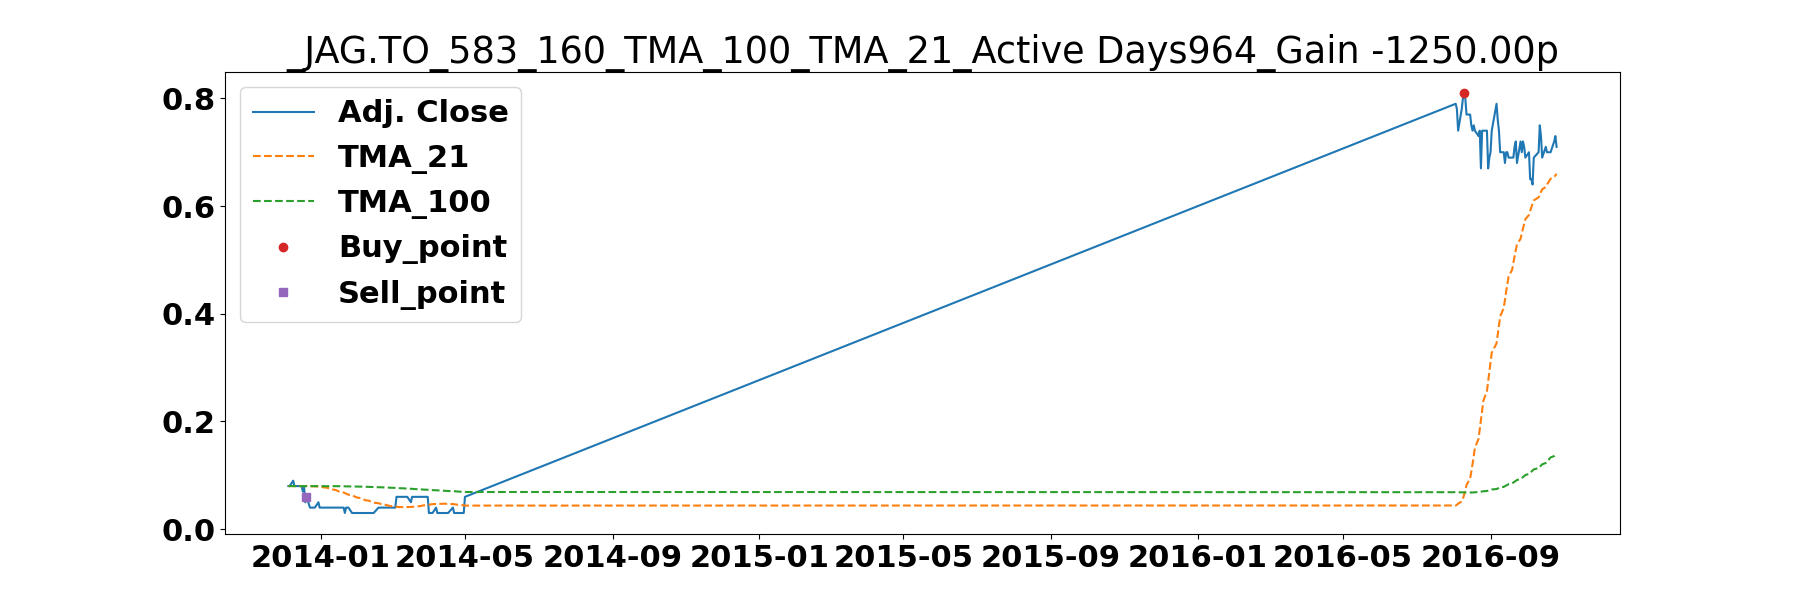 _JAG.TO_583_160_TMA_100_TMA_21_Active Days964_Gain -1250.00p
0.8
0.6
0.4
0.2
0.0
Adj. Close
TMA_21
TMA_100
Buy_point
Sell_point
2014-01 2014-05 2014-09 2015-01 2015-05 2015-09 2016-01 2016-05 2016-09